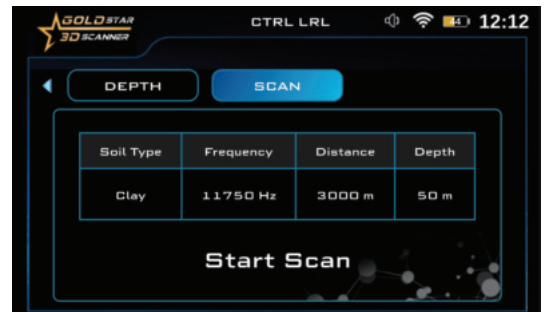 GOLD STAR
3D SCANNER
CTRL LRL
44
12:12
DEPTH
SCAN
Soil Type Frequency Distance Depth
Clay 11750 Hz 3000 m 50 m
Start Scan